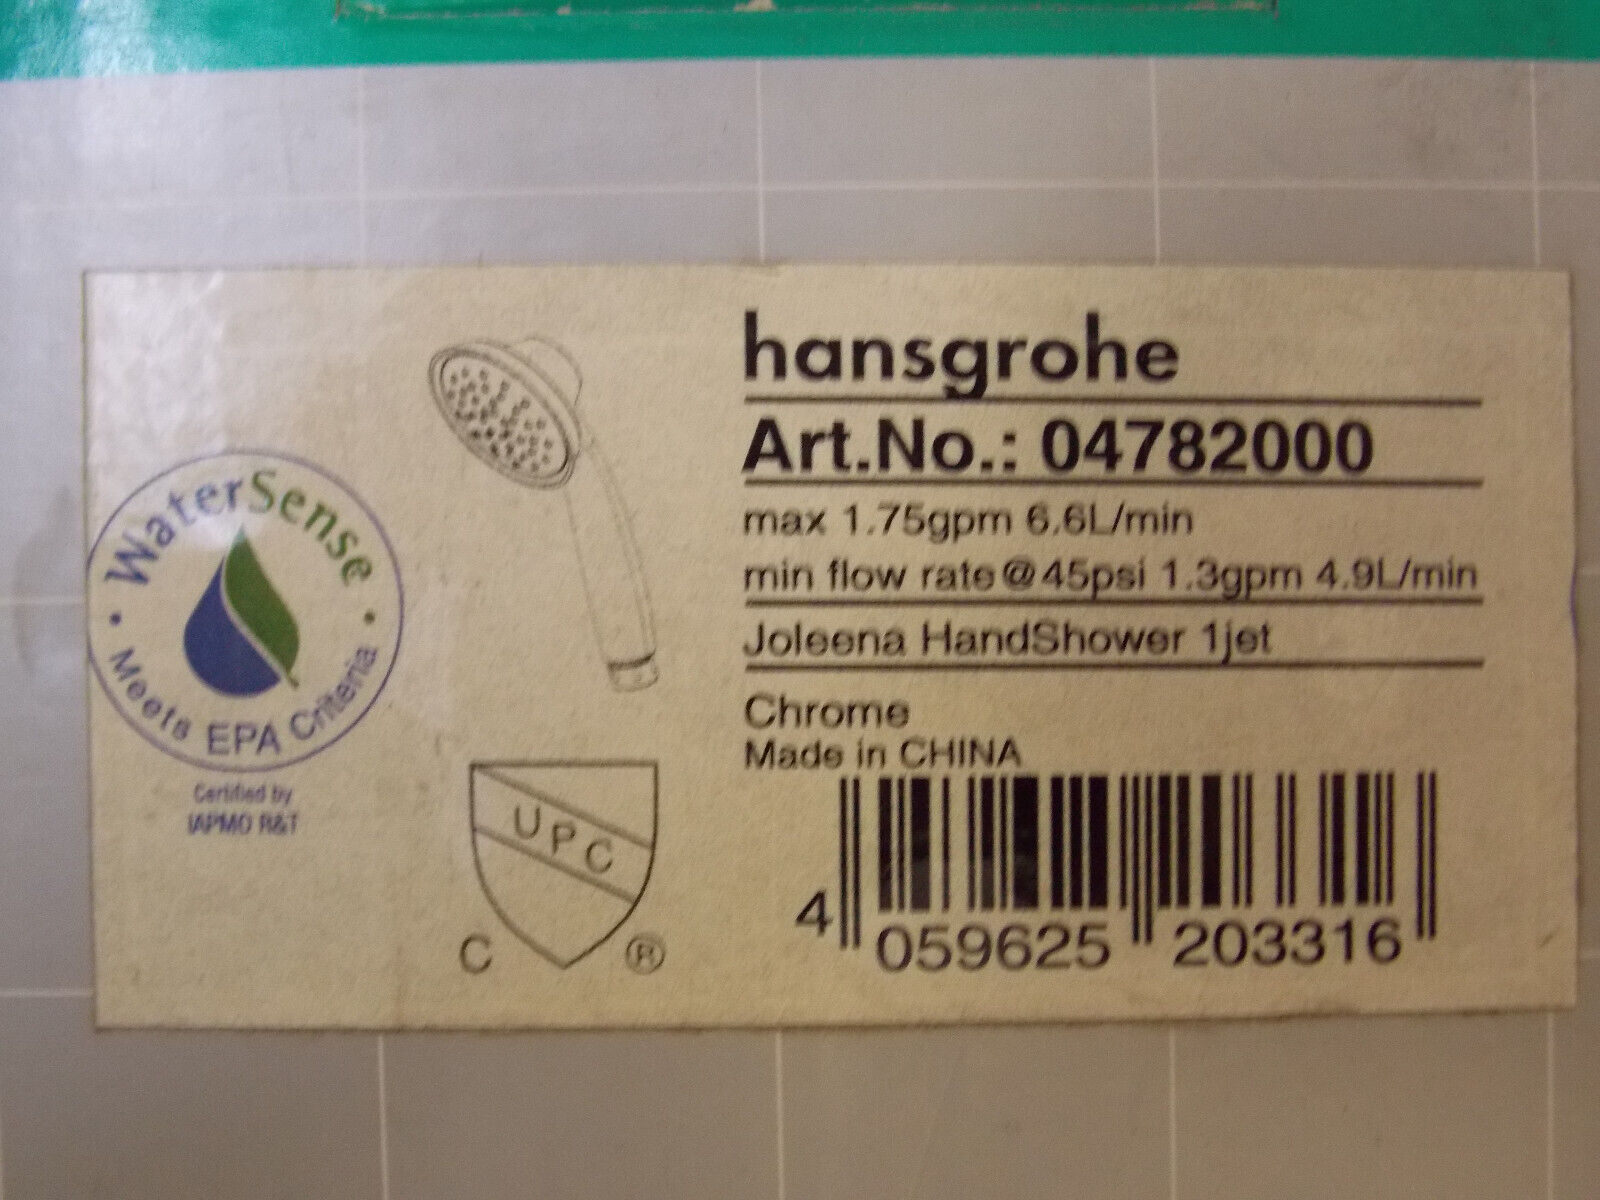 hansgrohe
Art.No.: 04782000
max 1.75gpm 6.6L/min
min flow rate@45psi 1.3gpm 4.9L/min
Joleena HandShower 1jet
Chrome
Made in CHINA
4 059625 203316
WaterSense
Meets EPA Criteria
Certified by
IAPMO R&T
UPC
C ®